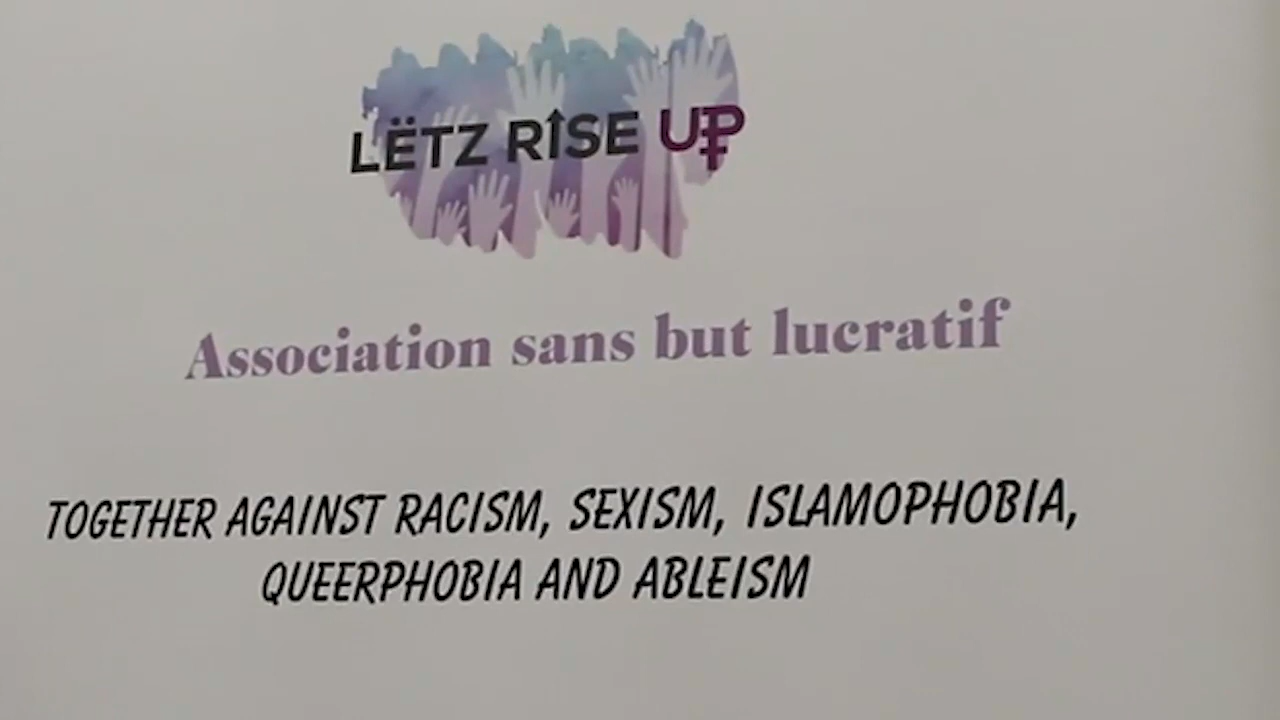 LËTZ RISE UP
Association sans but lucratif
TOGETHER AGAINST RACISM, SEXISM, ISLAMOPHOBIA,
QUEERPHOBIA AND ABLEISM